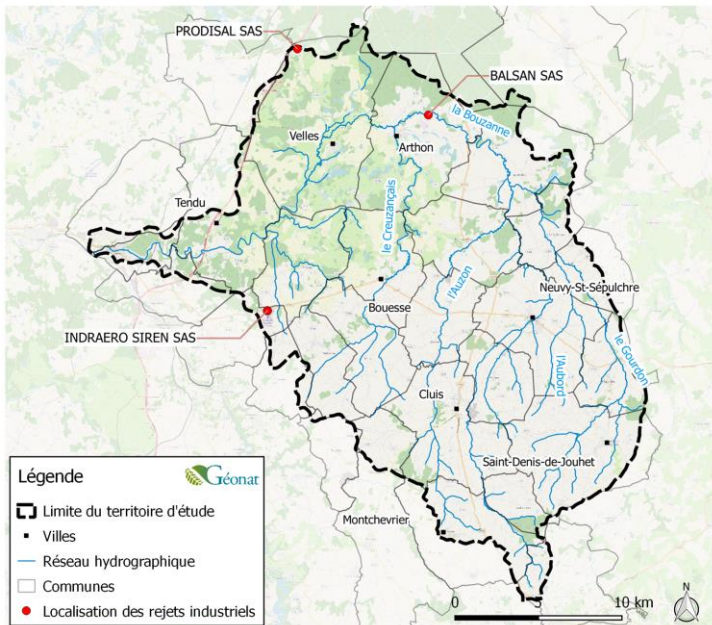 PRODISAL SAS
BALSAN SAS
la Bouzanne
Velles
Arthon
Tendu
le Creuzançais
l'Auzon
Neuvy-St-Sépulchre
Bouesse
INDRAERO SIREN SAS
l'Aubord
le Gourdon
Cluis
Saint-Denis-de-Jouhet
Montchevrier
Légende
Géonat
Limite du territoire d'étude
Villes
Réseau hydrographique
Communes
Localisation des rejets industriels
0 5 10 km
N